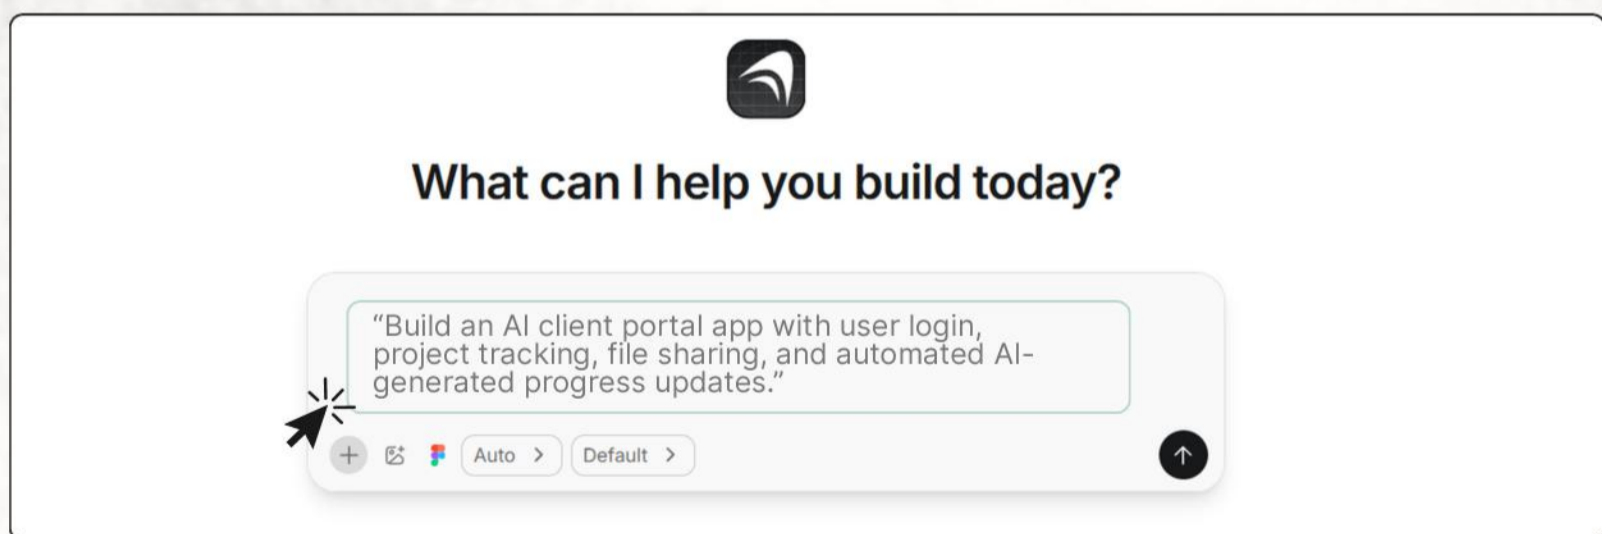 What can I help you build today?
“Build an AI client portal app with user login,
project tracking, file sharing, and automated AI-
generated progress updates.”
Auto
Default